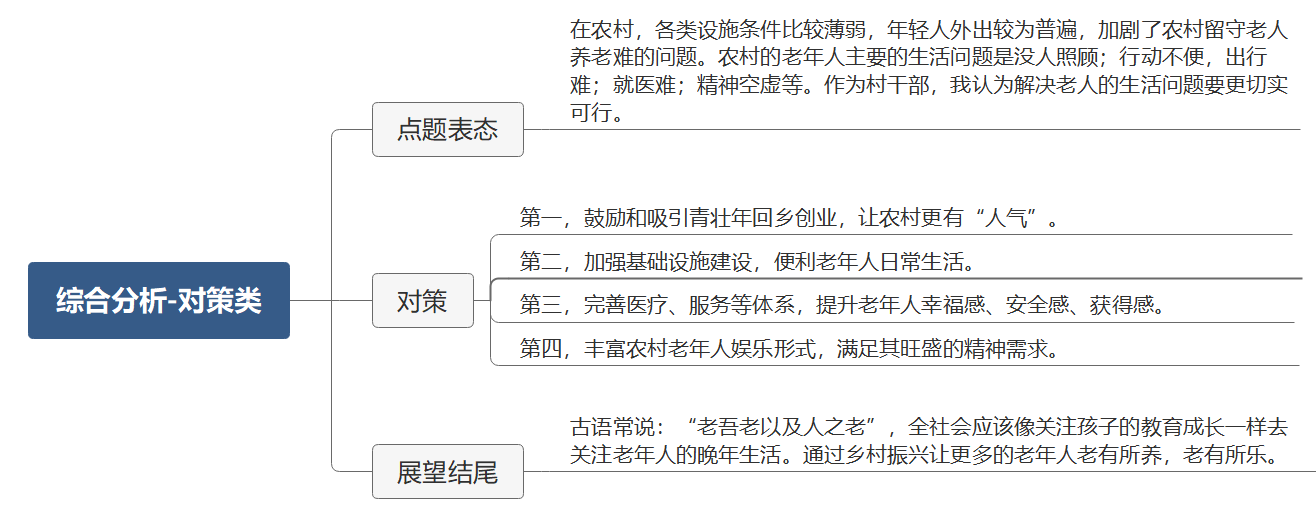 在农村，各类设施条件比较薄弱，年轻人外出较为普遍，加剧了农村留守老人
养老难的问题。农村的老年人主要的生活问题是没人照顾；行动不便，出行
难；就医难；精神空虚等。作为村干部，我认为解决老人的生活问题要更切实
可行。
点题表态
第一，鼓励和吸引青壮年回乡创业，让农村更有“人气”。
第二，加强基础设施建设，便利老年人日常生活。
综合分析-对策类
对策
第三，完善医疗、服务等体系，提升老年人幸福感、安全感、获得感。
第四，丰富农村老年人娱乐形式，满足其旺盛的精神需求。
古语常说：“老吾老以及人之老”，全社会应该像关注孩子的教育成长一样去
关注老年人的晚年生活。通过乡村振兴让更多的老年人老有所养，老有所乐。
展望结尾